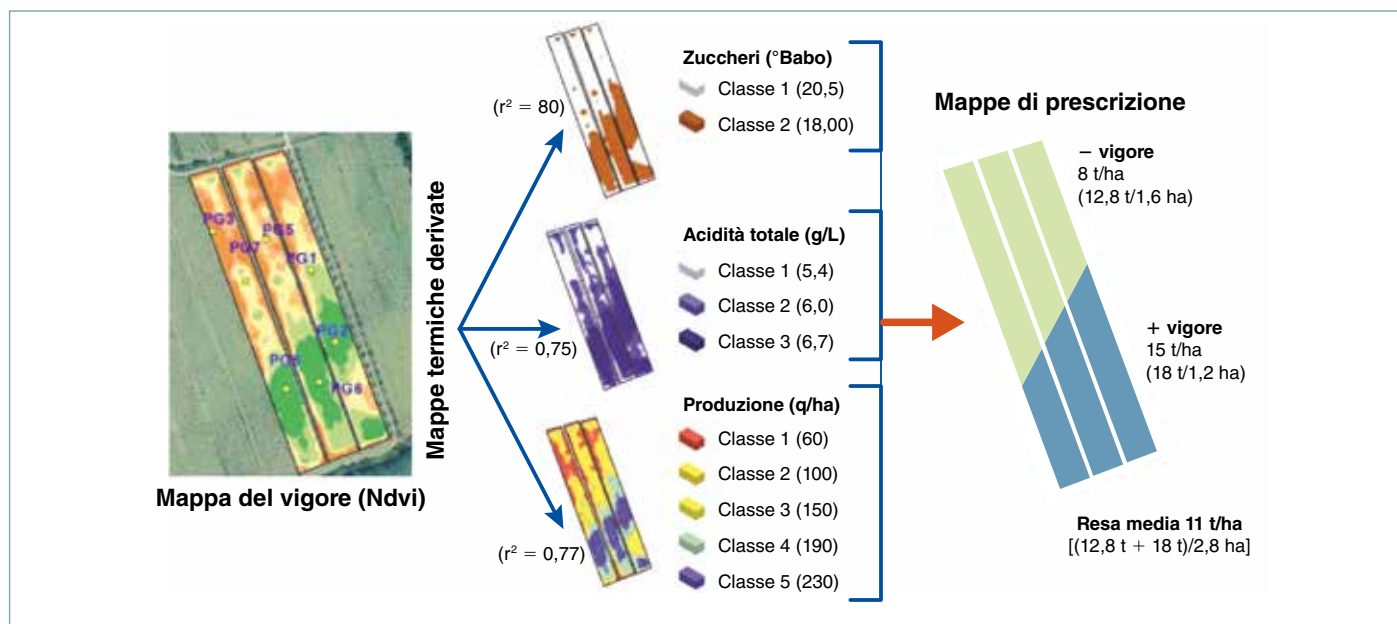 PG3
PG7
PG5
PG1
PG2
PG6
Mappa del vigore (Ndvi)
Mappe termiche derivate
(r² = 80)
(r² = 0,75)
(r² = 0,77)
Zuccheri (°Babo)
Classe 1 (20,5)
Classe 2 (18,00)
Acidità totale (g/L)
Classe 1 (5,4)
Classe 2 (6,0)
Classe 3 (6,7)
Produzione (q/ha)
Classe 1 (60)
Classe 2 (100)
Classe 3 (150)
Classe 4 (190)
Classe 5 (230)
Mappe di prescrizione
− vigore
8 t/ha
(12,8 t/1,6 ha)
+ vigore
15 t/ha
(18 t/1,2 ha)
Resa media 11 t/ha
[(12,8 t + 18 t)/2,8 ha]